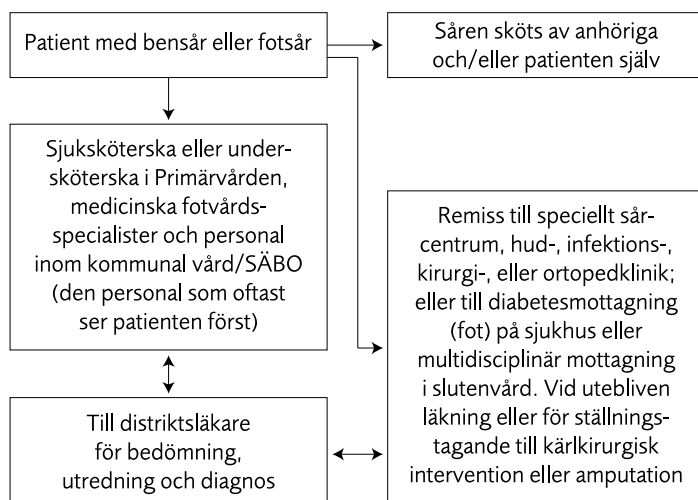 Patient med bensår eller fotsår
Såren sköts av anhöriga
och/eller patienten själv
Sjuksköterska eller under-
sköterska i Primärvården,
medicinska fotvårds-
specialister och personal
inom kommunal vård/SÄBO
(den personal som oftast
ser patienten först)
Remiss till speciellt sår-
centrum, hud-, infektions-,
kirurgi-, eller ortopedklinik;
eller till diabetesmottagning
(fot) på sjukhus eller
multidisciplinär mottagning
i slutenvård. Vid utebliven
läkning eller för ställnings-
tagande till kärlkirurgisk
intervention eller amputation
Till distriktsläkare
för bedömning,
utredning och diagnos